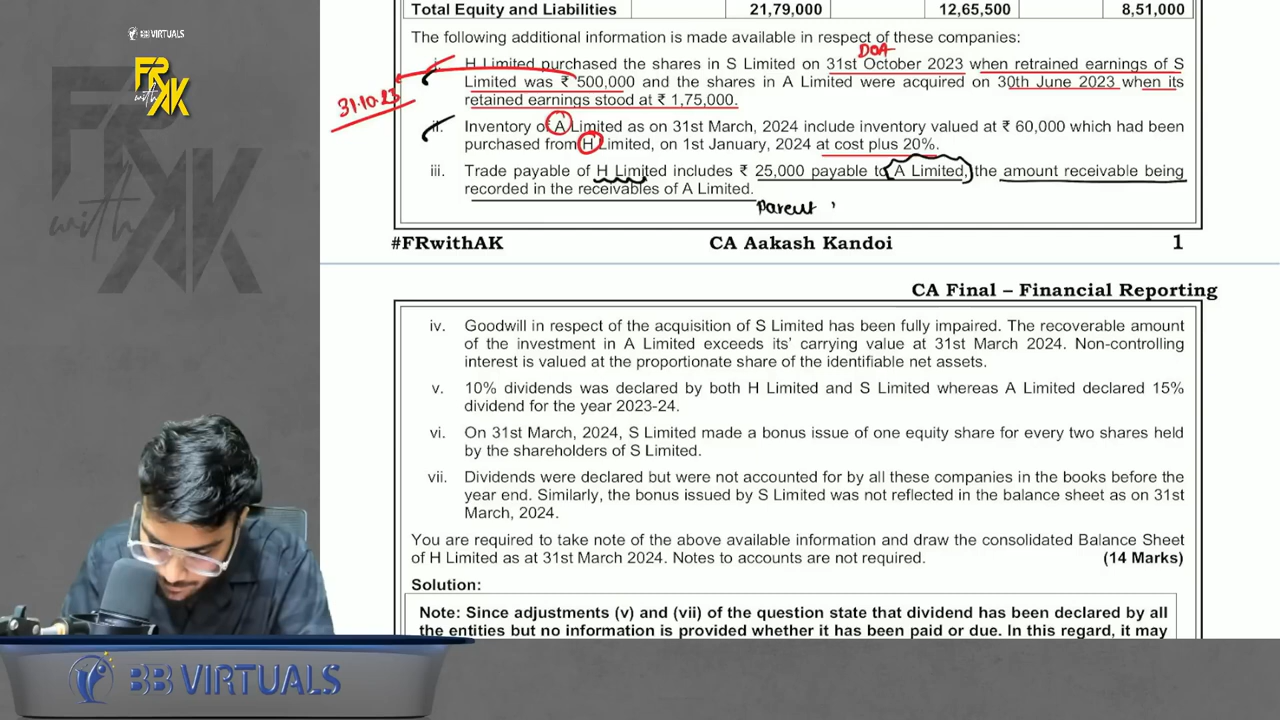 BB VIRTUALS
FR
with
AK
FR
with
AK
Total Equity and Liabilities 21,79,000 12,65,500 8,51,000
The following additional information is made available in respect of these companies:
DOA
i. H Limited purchased the shares in S Limited on 31st October 2023 when retrained earnings of S
Limited was ₹ 500,000 and the shares in A Limited were acquired on 30th June 2023 when its
31.10.23
retained earnings stood at ₹ 1,75,000.
ii. Inventory of A Limited as on 31st March, 2024 include inventory valued at ₹ 60,000 which had been
purchased from H Limited, on 1st January, 2024 at cost plus 20%.
iii. Trade payable of H Limited includes ₹ 25,000 payable to A Limited, the amount receivable being
recorded in the receivables of A Limited.
Parent '
#FRwithAK CA Aakash Kandoi 1
CA Final – Financial Reporting
iv. Goodwill in respect of the acquisition of S Limited has been fully impaired. The recoverable amount
of the investment in A Limited exceeds its' carrying value at 31st March 2024. Non-controlling
interest is valued at the proportionate share of the identifiable net assets.
v. 10% dividends was declared by both H Limited and S Limited whereas A Limited declared 15%
dividend for the year 2023-24.
vi. On 31st March, 2024, S Limited made a bonus issue of one equity share for every two shares held
by the shareholders of S Limited.
vii. Dividends were declared but were not accounted for by all these companies in the books before the
year end. Similarly, the bonus issued by S Limited was not reflected in the balance sheet as on 31st
March, 2024.
You are required to take note of the above available information and draw the consolidated Balance Sheet
of H Limited as at 31st March 2024. Notes to accounts are not required. (14 Marks)
Solution:
Note: Since adjustments (v) and (vii) of the question state that dividend has been declared by all
the entities but no information is provided whether it has been paid or due. In this regard, it may
BB VIRTUALS